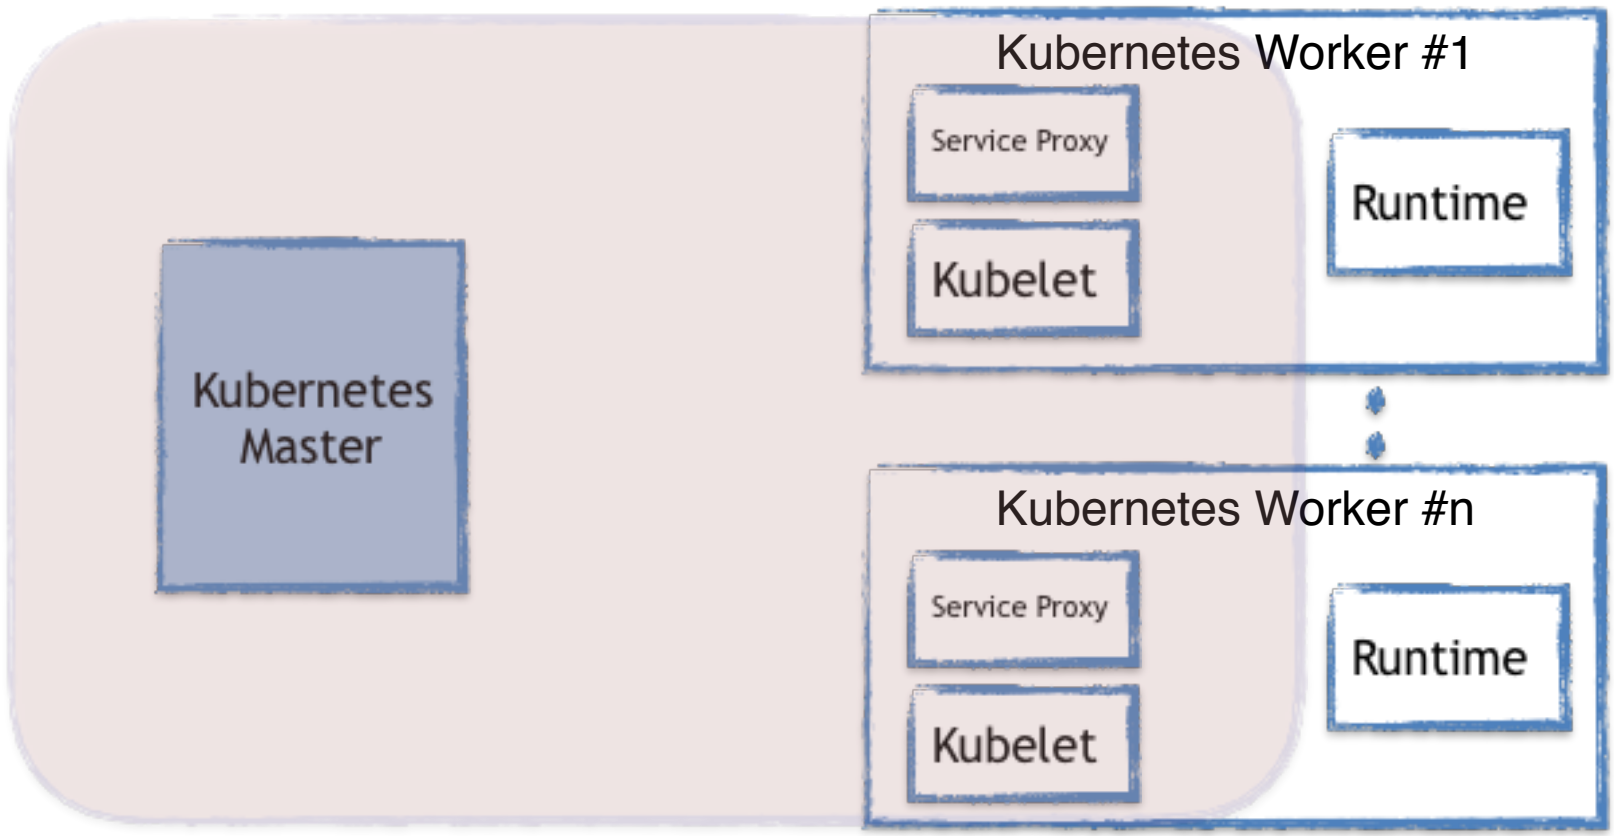 Kubernetes Worker #1
Service Proxy
Runtime
Kubelet
Kubernetes
Master
Kubernetes Worker #n
Service Proxy
Runtime
Kubelet